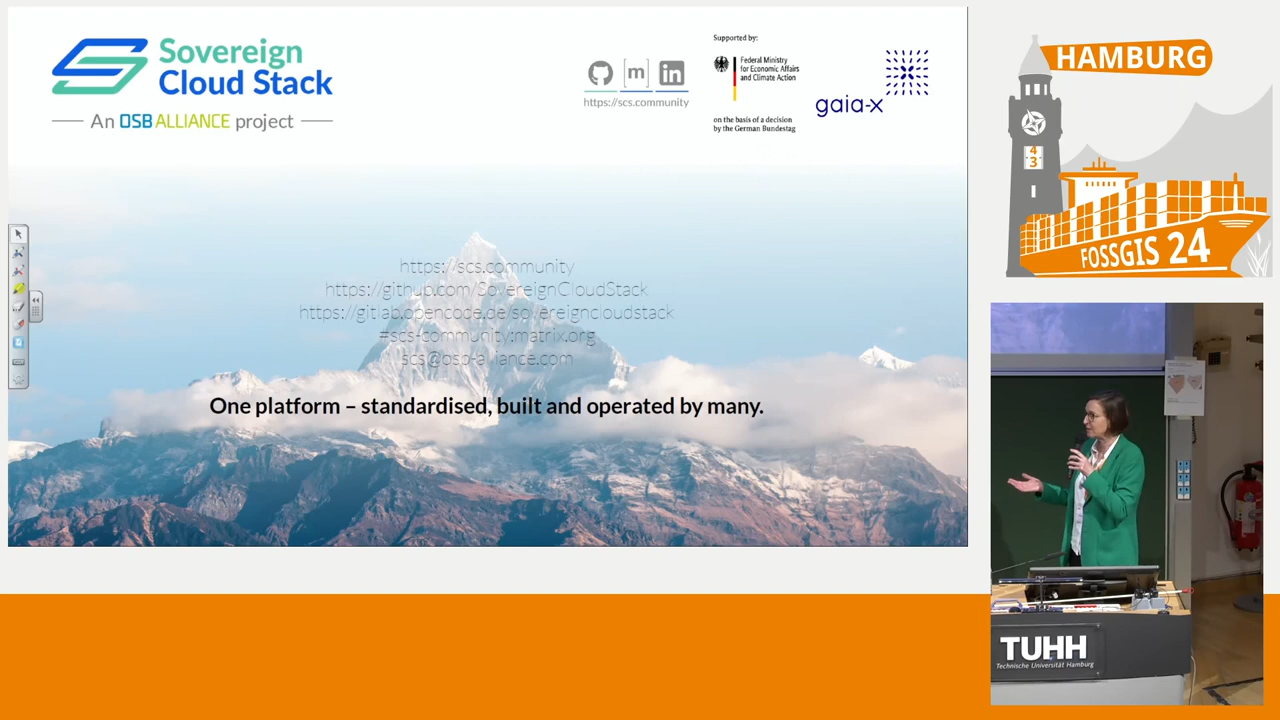 Sovereign
Cloud Stack
An OSB ALLIANCE project
[m]
in
https://scs.community
Supported by:
Federal Ministry
for Economic Affairs
and Climate Action
on the basis of a decision
by the German Bundestag
gaia-x
https://scs.community
https://github.com/SovereignCloudStack
https://gitlab.opencode.de/sovereigncloudstack
#scs-community:matrix.org
scs@osb-alliance.com
One platform – standardised, built and operated by many.
HAMBURG
4
3
FOSSGIS 24
TUHH
Technische Universität Hamburg